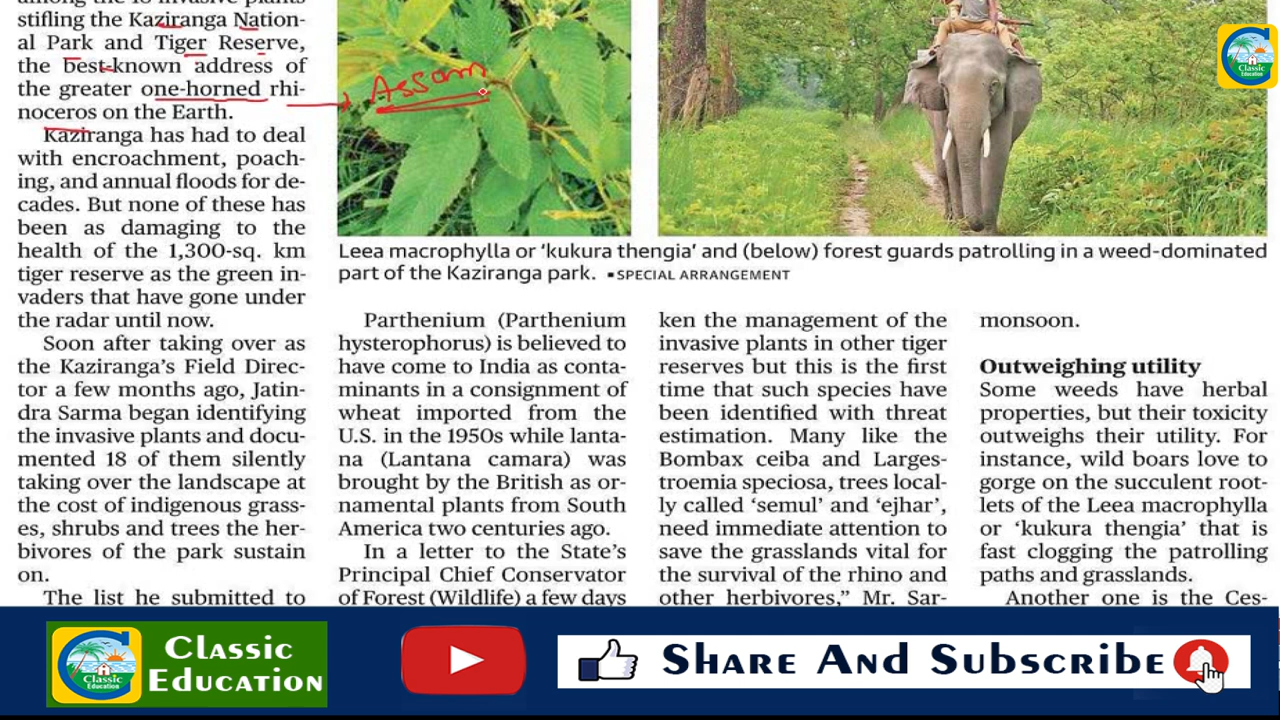 among the 18 invasive plants
stifling the Kaziranga Nation-
al Park and Tiger Reserve,
the best-known address of
the greater one-horned rhi-
noceros on the Earth.
Kaziranga has had to deal
with encroachment, poach-
ing, and annual floods for de-
cades. But none of these has
been as damaging to the
health of the 1,300-sq. km
tiger reserve as the green in-
vaders that have gone under
the radar until now.
Soon after taking over as
the Kaziranga's Field Direc-
tor a few months ago, Jatin-
dra Sarma began identifying
the invasive plants and docu-
mented 18 of them silently
taking over the landscape at
the cost of indigenous grass-
es, shrubs and trees the her-
bivores of the park sustain
on.
The list he submitted to
Assam
Leea macrophylla or 'kukura thengia' and (below) forest guards patrolling in a weed-dominated
part of the Kaziranga park. ▪SPECIAL ARRANGEMENT
Parthenium (Parthenium
hysterophorus) is believed to
have come to India as conta-
minants in a consignment of
wheat imported from the
U.S. in the 1950s while lanta-
na (Lantana camara) was
brought by the British as or-
namental plants from South
America two centuries ago.
In a letter to the State's
Principal Chief Conservator
of Forest (Wildlife) a few days
ken the management of the
invasive plants in other tiger
reserves but this is the first
time that such species have
been identified with threat
estimation. Many like the
Bombax ceiba and Larges-
troemia speciosa, trees local-
ly called 'semul' and 'ejhar',
need immediate attention to
save the grasslands vital for
the survival of the rhino and
other herbivores," Mr. Sar-
monsoon.
Outweighing utility
Some weeds have herbal
properties, but their toxicity
outweighs their utility. For
instance, wild boars love to
gorge on the succulent root-
lets of the Leea macrophylla
or 'kukura thengia' that is
fast clogging the patrolling
paths and grasslands.
Another one is the Ces-
Classic
Education
Classic
Education
Classic
Education
Share And Subscribe